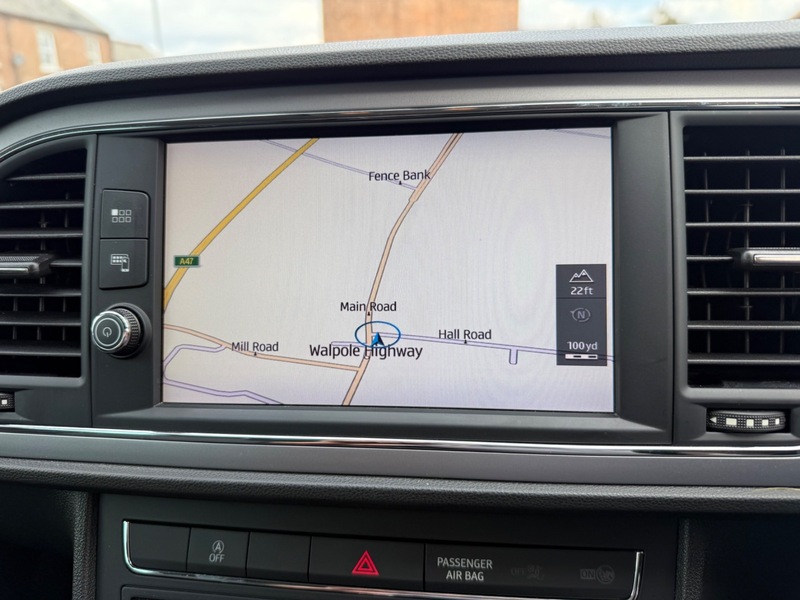 Fence Bank
A47
22ft
Main Road
N
Hall Road
100yd
Mill Road
Walpole Highway
A
OFF
PASSENGER
AIR BAG